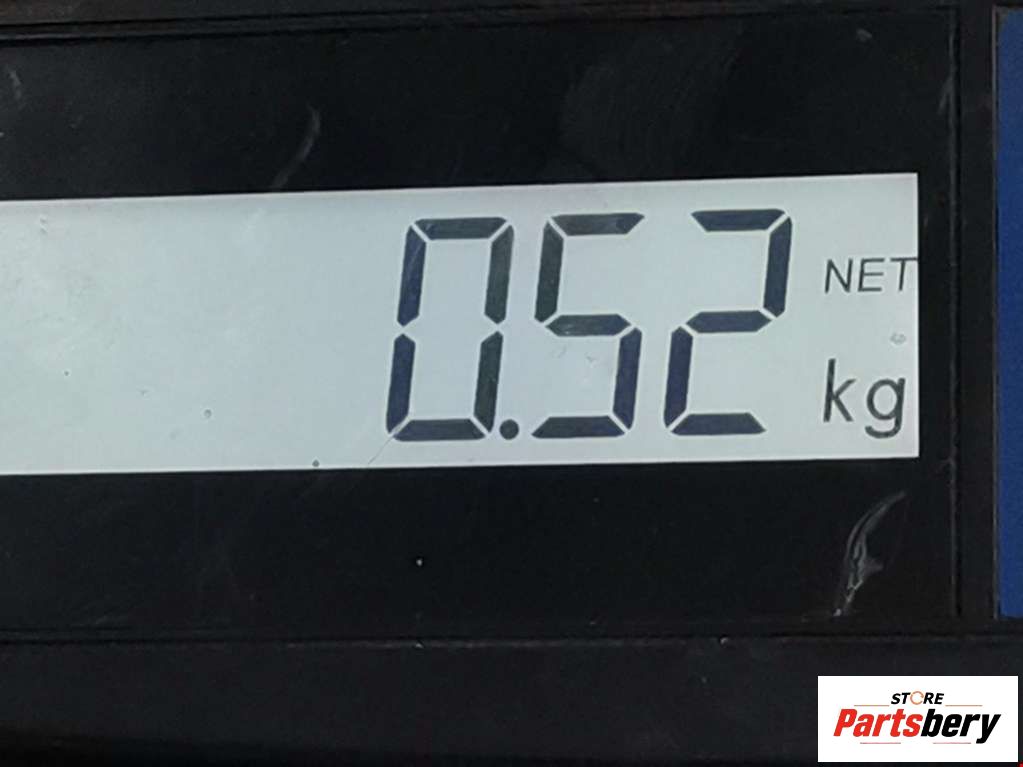 0.52 NET
kg
STORE
Partsbery